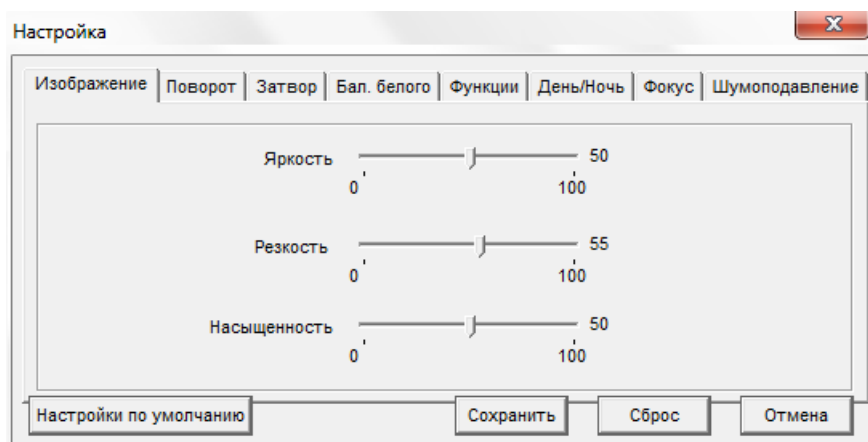 Настройка
Изображение Поворот Затвор Бал. белого Функции День/Ночь Фокус Шумоподавление
Яркость 50
0 100
Резкость 55
0 100
Насыщенность 50
0 100
Настройки по умолчанию Сохранить Сброс Отмена